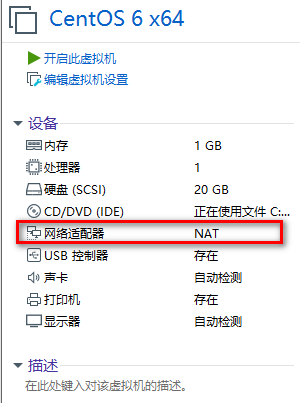 CentOS 6 x64
开启此虚拟机
编辑虚拟机设置
设备
内存 1 GB
处理器 1
硬盘 (SCSI) 20 GB
CD/DVD (IDE) 正在使用文件 C:...
网络适配器 NAT
USB 控制器 存在
声卡 自动检测
打印机 存在
显示器 自动检测
描述
在此处键入对该虚拟机的描述。